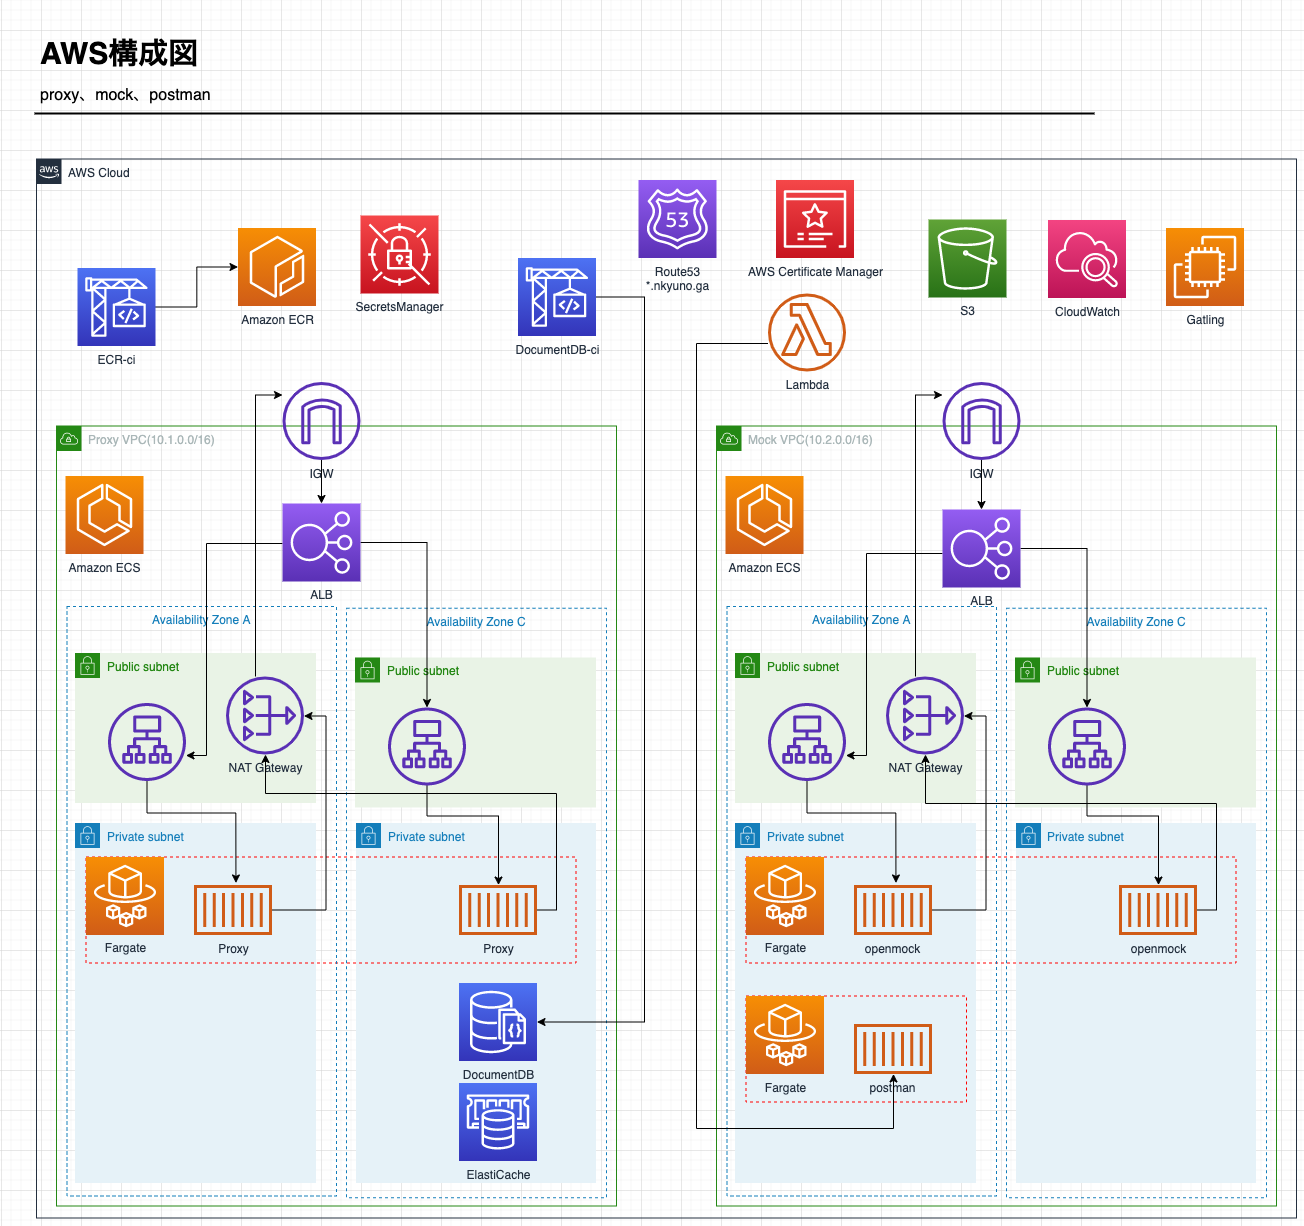 AWS構成図
proxy、mock、postman
aws
AWS Cloud
53
Route53
*.nkyuno.ga
AWS Certificate Manager
Amazon ECR
SecretsManager
S3
CloudWatch
Gatling
ECR-ci
DocumentDB-ci
Lambda
Proxy VPC(10.1.0.0/16)
IGW
Amazon ECS
ALB
Availability Zone A
Availability Zone C
Public subnet
Public subnet
NAT Gateway
Private subnet
Private subnet
Fargate
Proxy
Proxy
DocumentDB
ElastiCache
Mock VPC(10.2.0.0/16)
IGW
Amazon ECS
ALB
Availability Zone A
Availability Zone C
Public subnet
Public subnet
NAT Gateway
Private subnet
Private subnet
Fargate
openmock
openmock
Fargate
postman